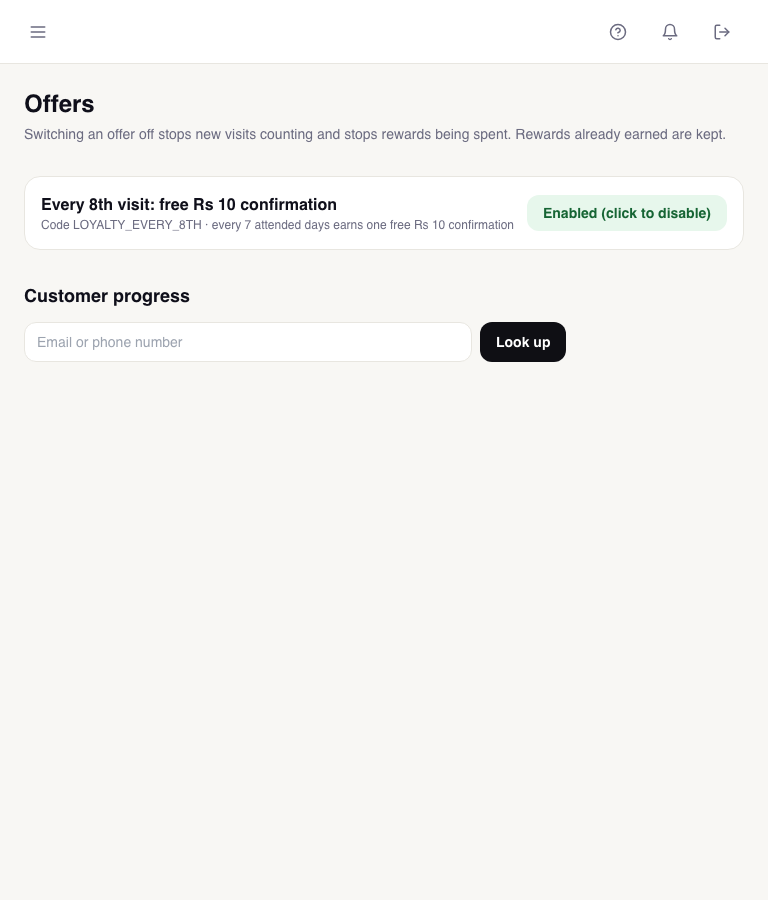 Offers
Switching an offer off stops new visits counting and stops rewards being spent. Rewards already earned are kept.
Every 8th visit: free Rs 10 confirmation
Code LOYALTY_EVERY_8TH · every 7 attended days earns one free Rs 10 confirmation
Enabled (click to disable)
Customer progress
Email or phone number
Look up